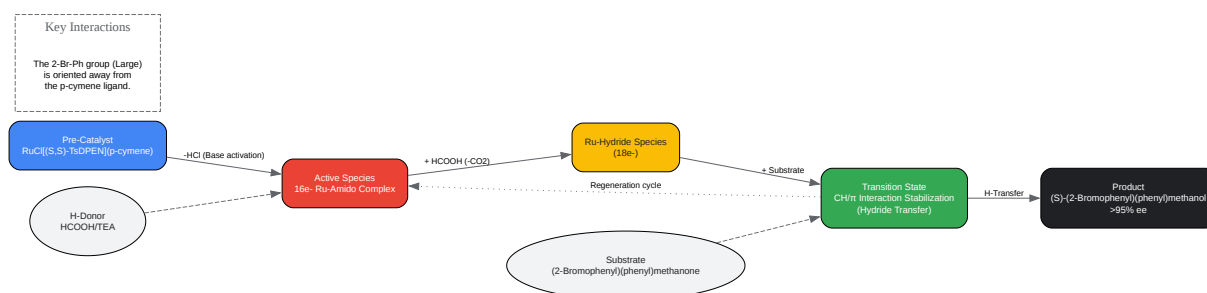 Key Interactions
The 2-Br-Ph group (Large)
is oriented away from
the p-cymene ligand.
Pre-Catalyst
RuCl[(S,S)-TsDPEN](p-cymene)
-HCl (Base activation)
H-Donor
HCOOH/TEA
Active Species
16e- Ru-Amido Complex
+ HCOOH (-CO2)
Ru-Hydride Species
(18e-)
+ Substrate
Regeneration cycle
Substrate
(2-Bromophenyl)(phenyl)methanone
Transition State
CH/π Interaction Stabilization
(Hydride Transfer)
H-Transfer
Product
(S)-(2-Bromophenyl)(phenyl)methanol
>95% ee